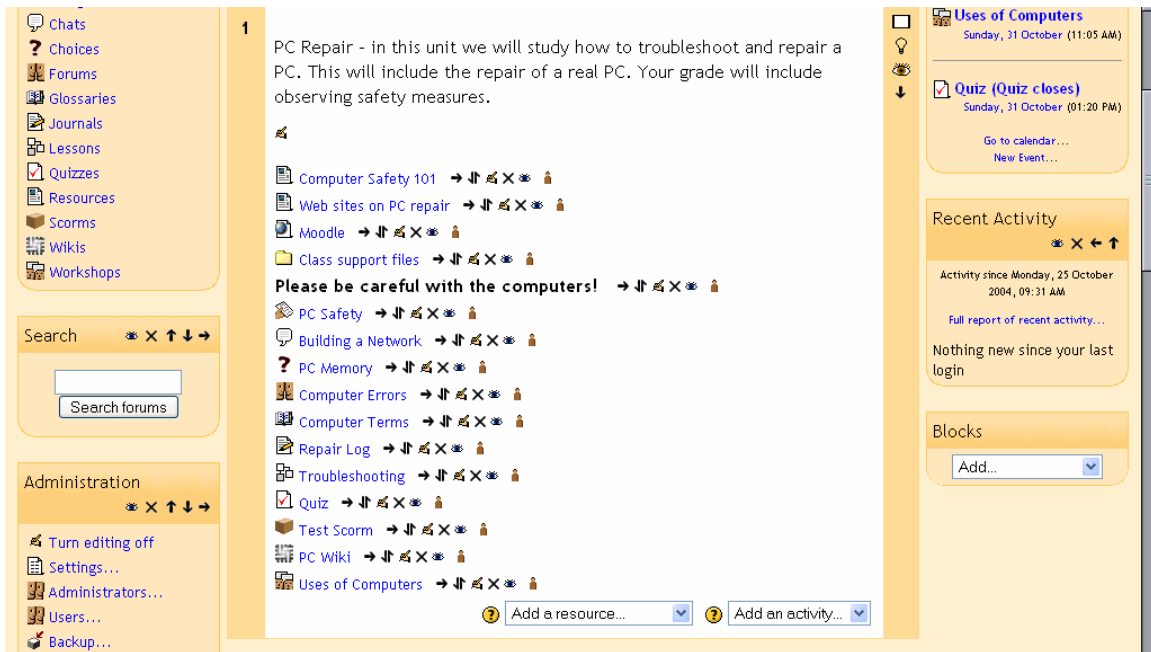 Chats
Choices
Forums
Glossaries
Journals
Lessons
Quizzes
Resources
Scorms
Wikis
Workshops
Search
Search forums
Administration
Turn editing off
Settings...
Administrators...
Users...
Backup...
1
PC Repair - in this unit we will study how to troubleshoot and repair a
PC. This will include the repair of a real PC. Your grade will include
observing safety measures.
Computer Safety 101
Web sites on PC repair
Moodle
Class support files
Please be careful with the computers!
PC Safety
Building a Network
PC Memory
Computer Errors
Computer Terms
Repair Log
Troubleshooting
Quiz
Test Scorm
PC Wiki
Uses of Computers
Add a resource...
Add an activity...
Uses of Computers
Sunday, 31 October (11:05 AM)
Quiz (Quiz closes)
Sunday, 31 October (01:20 PM)
Go to calendar...
New Event...
Recent Activity
Activity since Monday, 25 October
2004, 09:31 AM
Full report of recent activity...
Nothing new since your last
login
Blocks
Add...